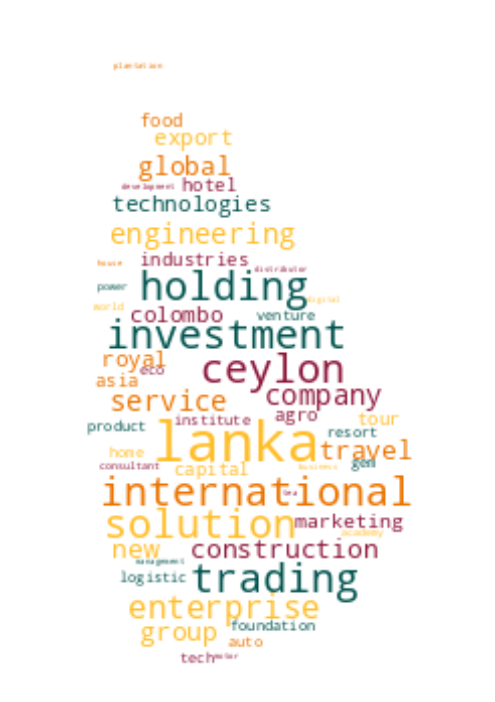 plantation
food
export
global
development hotel
technologies
engineering
house industries
distributor
power holding
world digital
colombo venture
investment
royal
eco ceylon
asia
service company
agro
product institute tour
lanka resort
home travel
consultant capital business gem
international
tea
solution marketing
academy
new construction
management
logistic trading
enterprise
group foundation
auto
tech motor